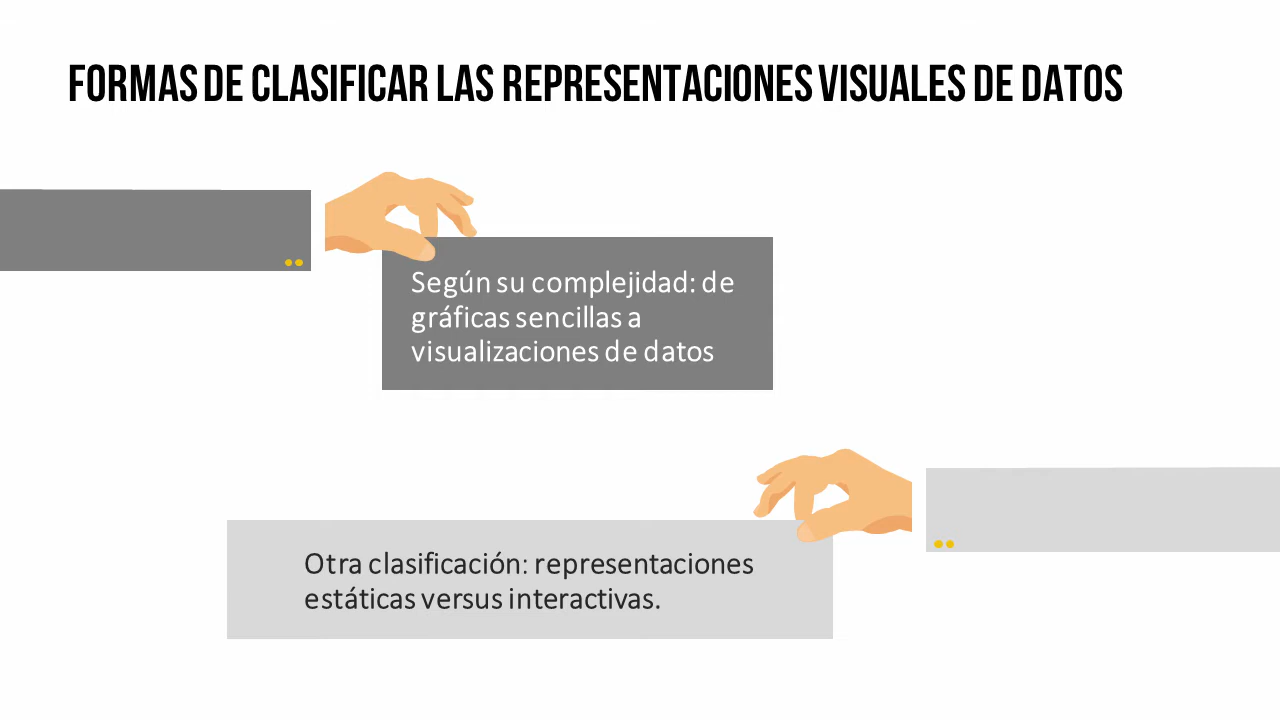 FORMAS DE CLASIFICAR LAS REPRESENTACIONES VISUALES DE DATOS
Según su complejidad: de
gráficas sencillas a
visualizaciones de datos
Otra clasificación: representaciones
estáticas versus interactivas.